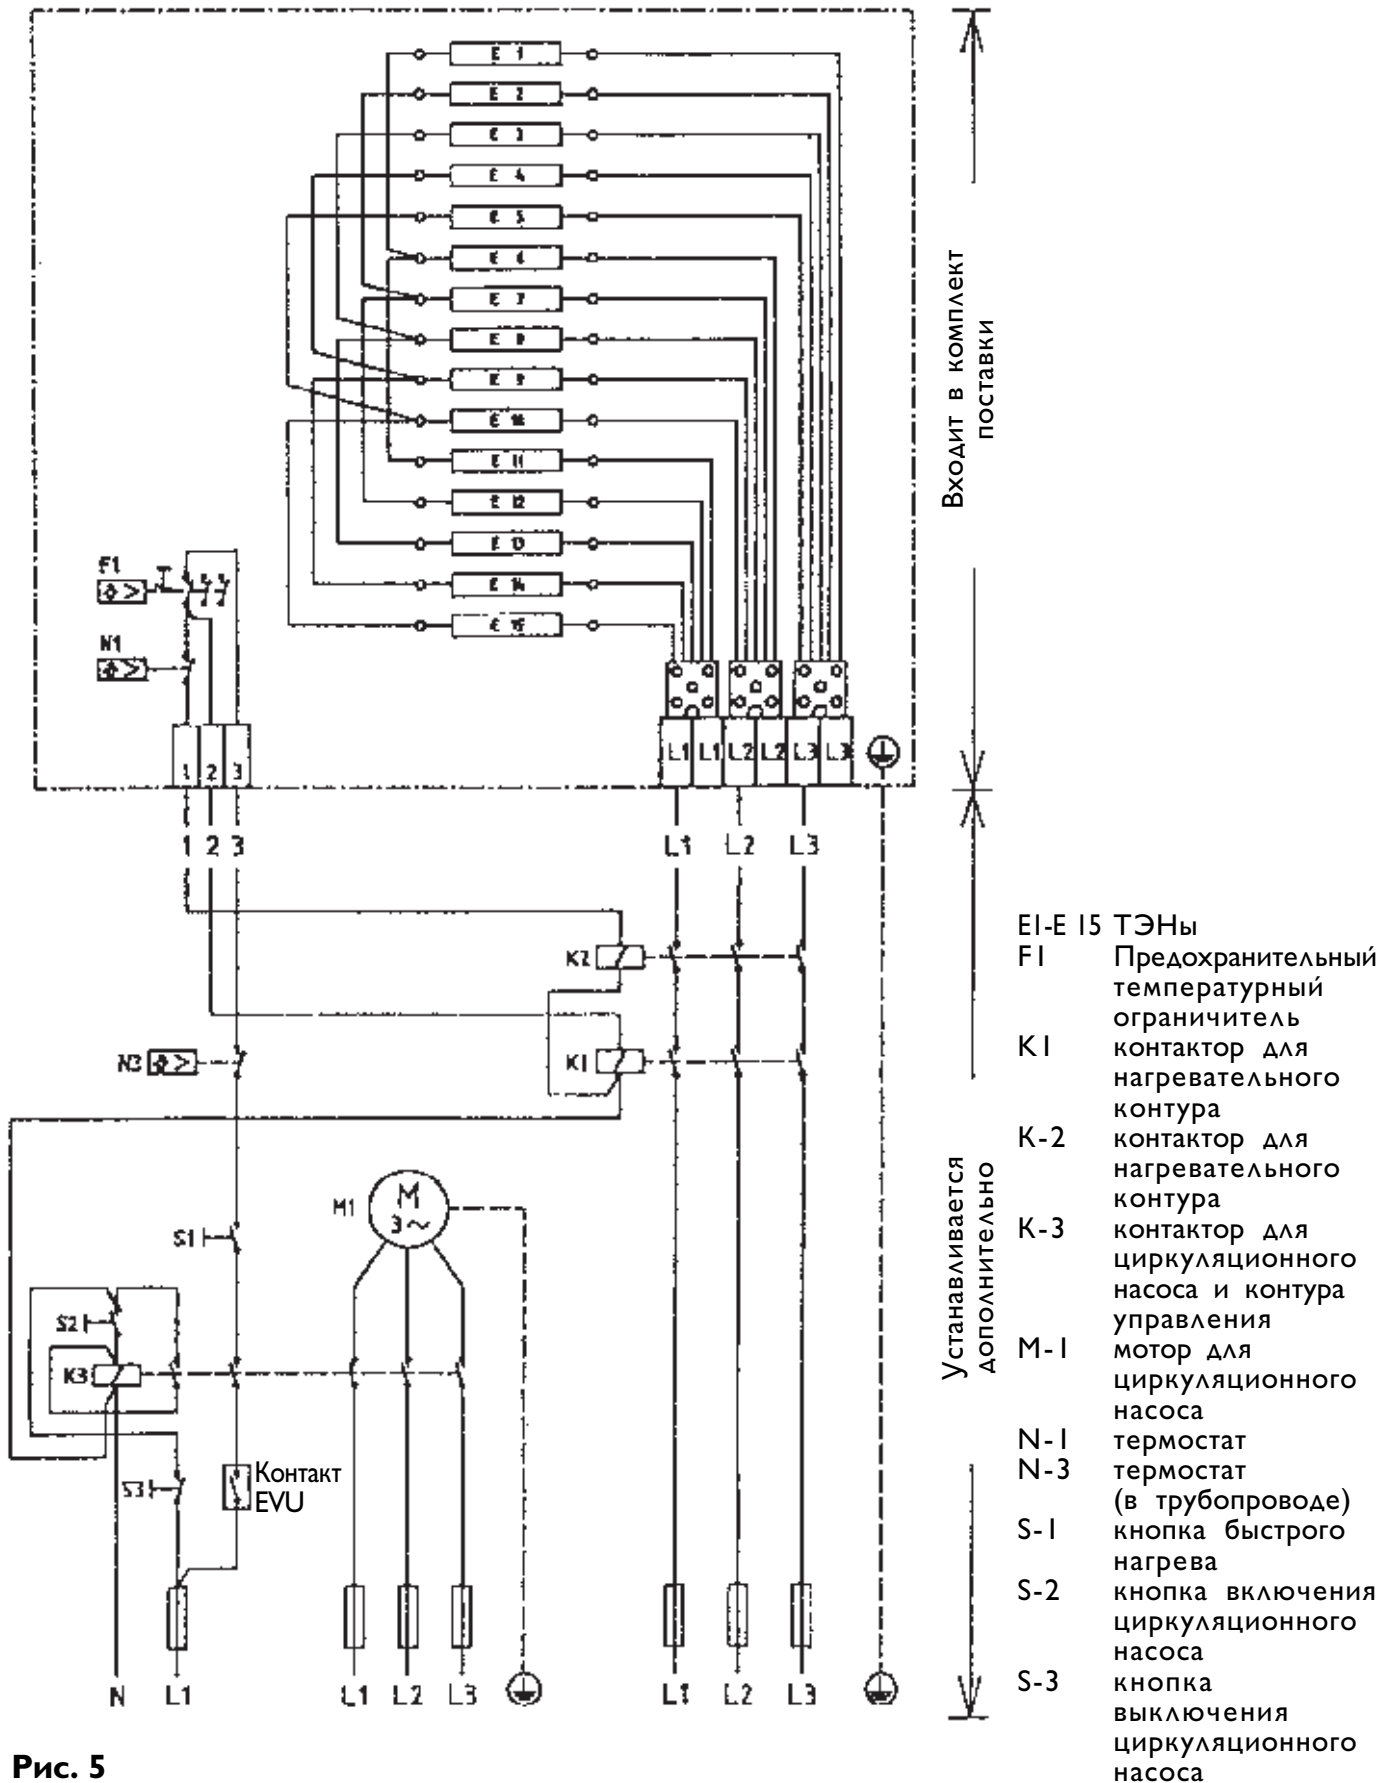 E 1
E 2
E 3
E 4
E 5
E 6
E 7
E 8
E 9
E 10
E 11
E 12
E 13
E 14
E 15
F1
N1
1 2 3
L1 L1 L2 L2 L3 L3
1 2 3
L1 L2 L3
K2
K1
N3
M1
M
3~
S1
S2
K3
S3
Контакт
EVU
N L1 L1 L2 L3 L1 L2 L3
Входит в комплект
поставки
Устанавливается
дополнительно
E1-E 15 ТЭНы
F1 Предохранительный
температурный
ограничитель
K1 контактор для
нагревательного
контура
K-2 контактор для
нагревательного
контура
K-3 контактор для
циркуляционного
насоса и контура
управления
M-1 мотор для
циркуляционного
насоса
N-1 термостат
N-3 термостат
(в трубопроводе)
S-1 кнопка быстрого
нагрева
S-2 кнопка включения
циркуляционного
насоса
S-3 кнопка
выключения
циркуляционного
насоса
Рис. 5